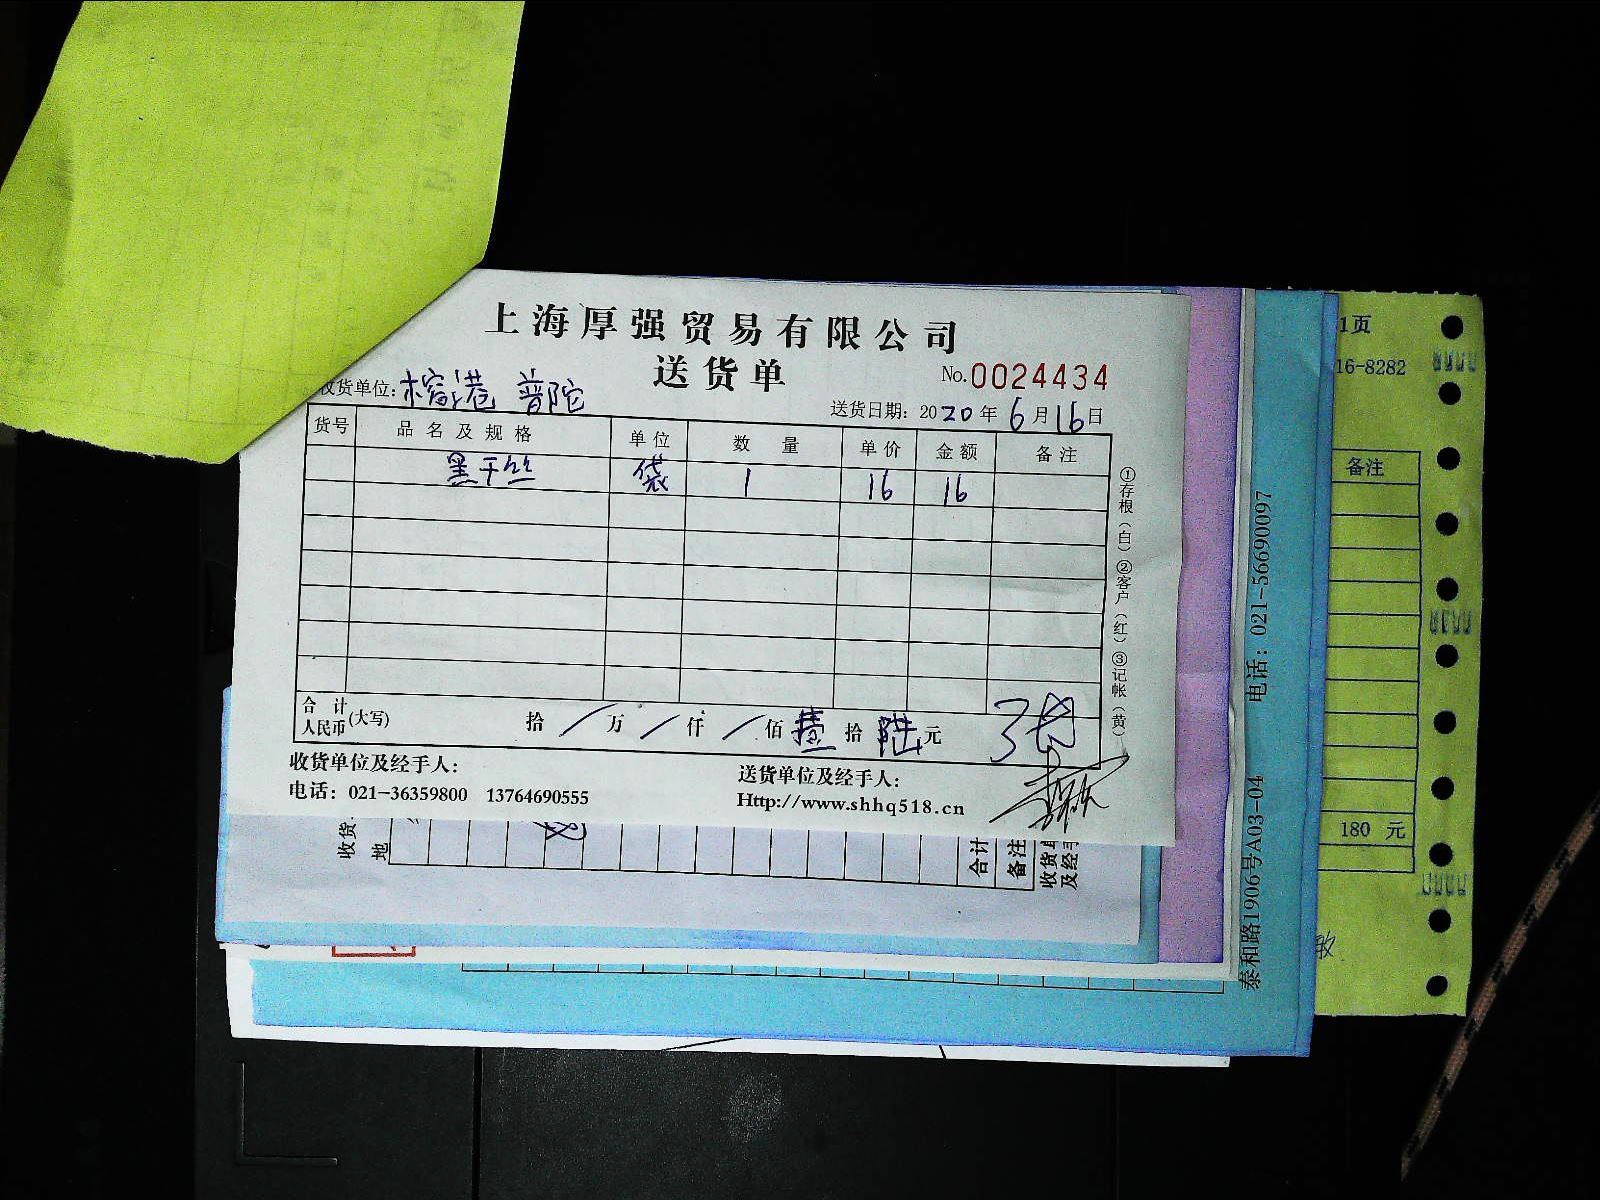 上海厚强贸易有限公司
送货单
No.0024434
收货单位:榕港 普陀
送货日期: 2020年6月16日
货号 品名及规格 单位 数量 单价 金额 备注
黑干丝 袋 1 16 16
合计人民币(大写) 拾/万/仟/佰壹拾陆元
①存根(白)②客户(红)③记帐(黄)
收货单位及经手人:
送货单位及经手人:
电话: 021-36359800 13764690555
Http://www.shhq518.cn
收货
地
合计
备注
收货单
及经手
泰和路1906号A03-04 电话: 021-56690097
1页
16-8282
备注
180 元